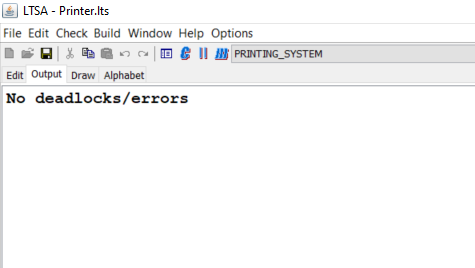 LTSA - Printer.lts
File Edit Check Build Window Help Options
PRINTING_SYSTEM
Edit Output Draw Alphabet
No deadlocks/errors